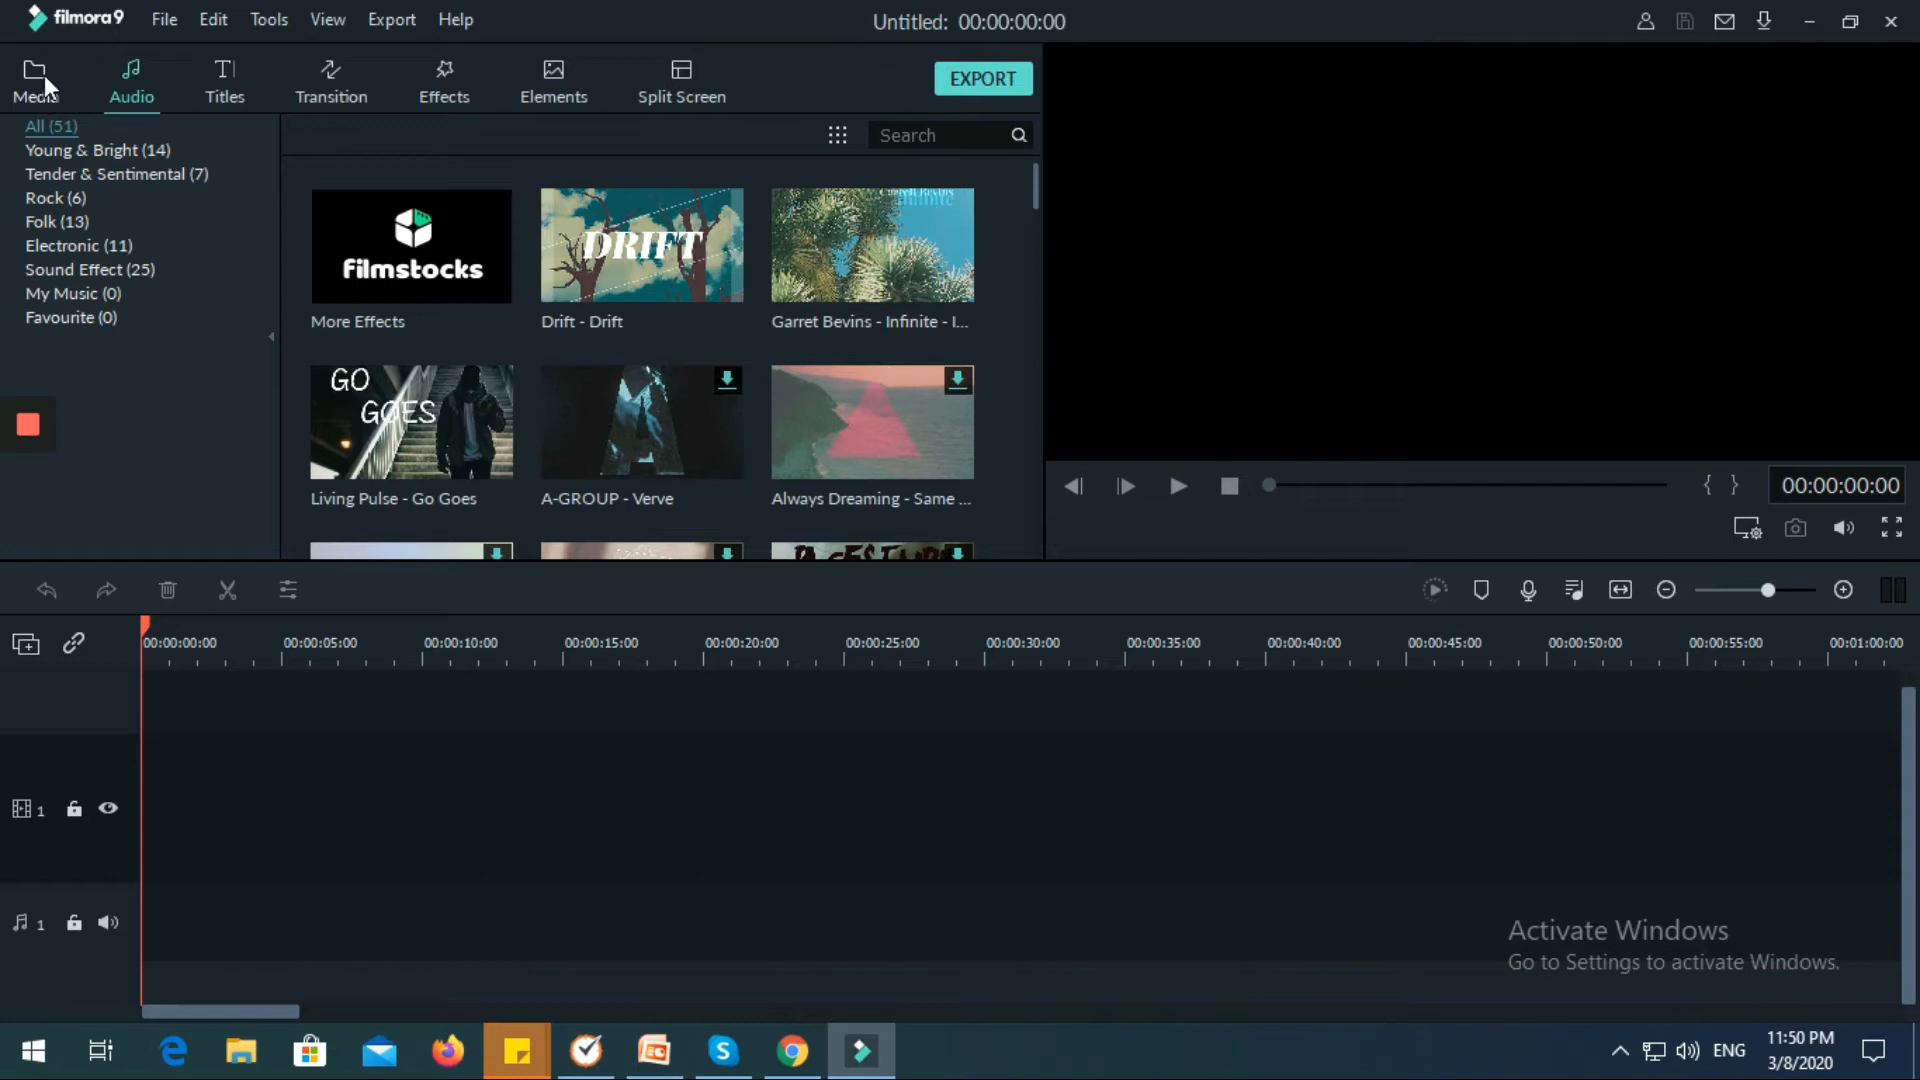 filmora9 File Edit Tools View Export Help Untitled: 00:00:00:00
Media Audio Titles Transition Effects Elements Split Screen EXPORT
All (51)
Young & Bright (14)
Tender & Sentimental (7)
Rock (6)
Folk (13)
Electronic (11)
Sound Effect (25)
My Music (0)
Favourite (0)
Search
filmstocks
DRIFT
Infinite
More Effects Drift - Drift Garret Bevins - Infinite - I...
GO
GOES
Living Pulse - Go Goes A-GROUP - Verve Always Dreaming - Same ...
{ } 00:00:00:00
00:00:00:00 00:00:05:00 00:00:10:00 00:00:15:00 00:00:20:00 00:00:25:00 00:00:30:00 00:00:35:00 00:00:40:00 00:00:45:00 00:00:50:00 00:00:55:00 00:01:00:00
1
1
Activate Windows
Go to Settings to activate Windows.
ENG 11:50 PM
3/8/2020